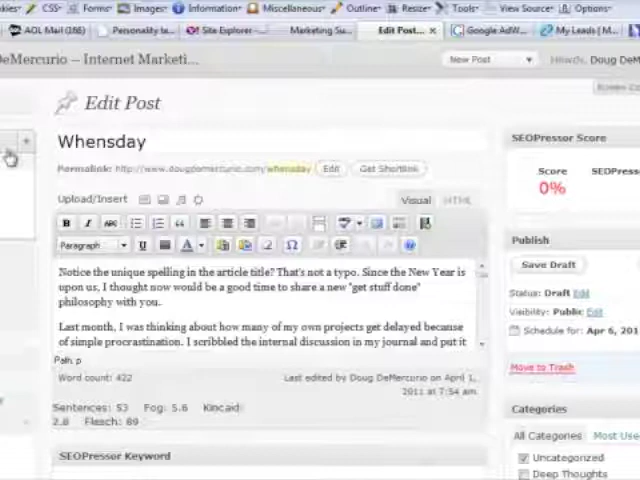 CSS Forms Images Information Miscellaneous Outline Resize Tools View Source Options
AOL Mail (166) Personality te... Site Explorer - ... Marketing Su... Edit Post... × Google AdW... My Leads | M...
DeMercurio – Internet Marketi... New Post Howdy, Doug DeM
Edit Post
Whensday
SEOPressor Score
Permalink: http://www.dougdemercurio.com/whensday Edit Get Shortlink
Score SEOPresso
0%
Upload/Insert Visual HTML
B I ABC
Paragraph U A Ω
Publish
Save Draft
Notice the unique spelling in the article title? That's not a typo. Since the New Year is
upon us, I thought now would be a good time to share a new "get stuff done"
philosophy with you.
Status: Draft Edit
Visibility: Public Edit
Schedule for: Apr 6, 201
Last month, I was thinking about how many of my own projects get delayed because
of simple procrastination. I scribbled the internal discussion in my journal and put it
Path: p
Move to Trash
Word count: 422 Last edited by Doug DeMercurio on April 1,
2011 at 7:54 am
Sentences: 53 Fog: 5.6 Kincaid:
2.8 Flesch: 89
Categories
All Categories Most Use
SEOPressor Keyword
Uncategorized
Deep Thoughts